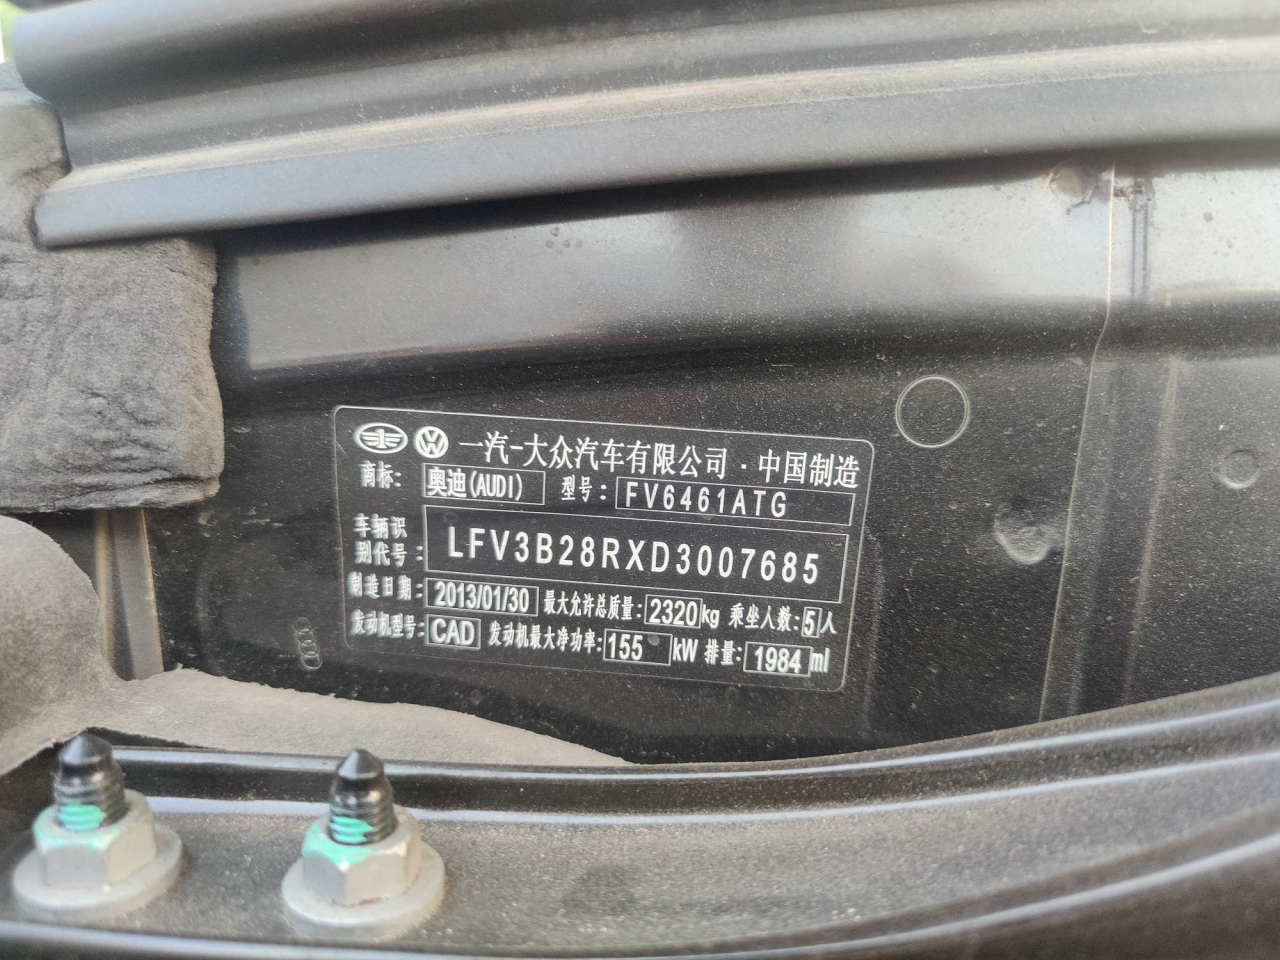 一汽-大众汽车有限公司·中国制造
商标: 奥迪(AUDI) 型号: FV6461ATG
车辆识别代号: LFV3B28RXD3007685
制造日期: 2013/01/30 最大允许总质量: 2320kg 乘坐人数: 5人
发动机型号: CAD 发动机最大净功率: 155 kW 排量: 1984ml